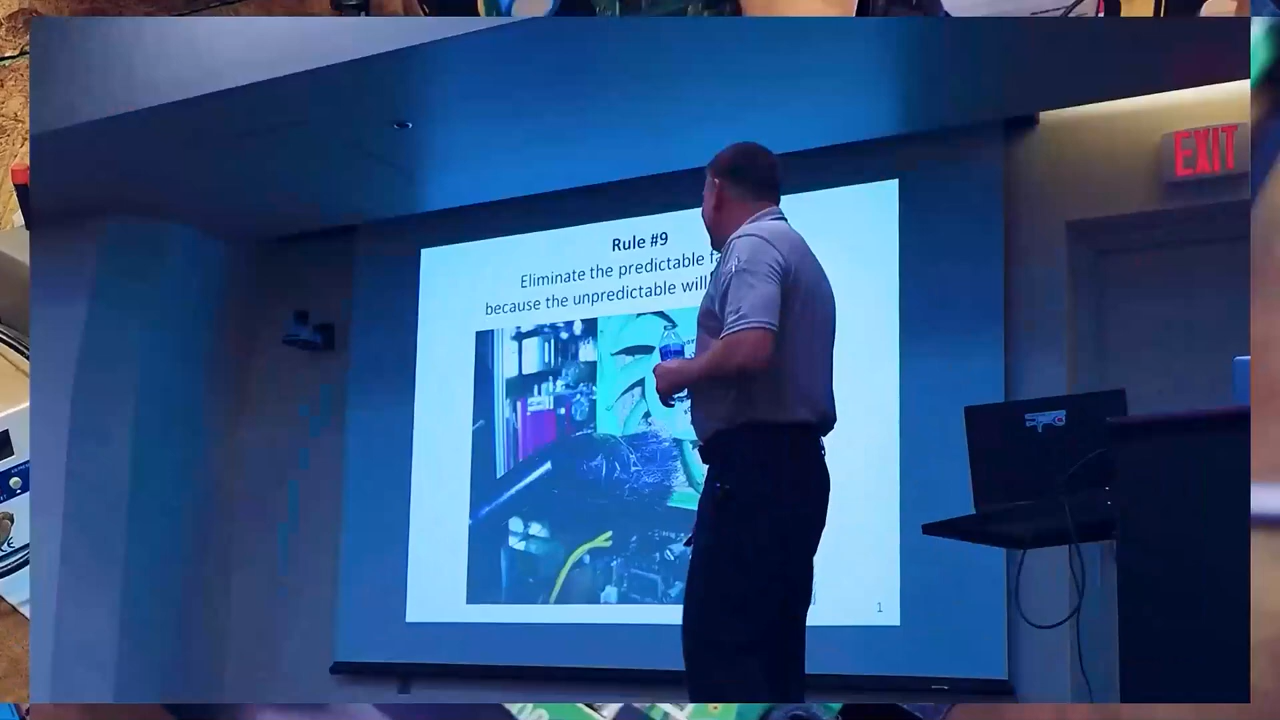 EXIT
Rule #9
Eliminate the predictable
because the unpredictable will
1